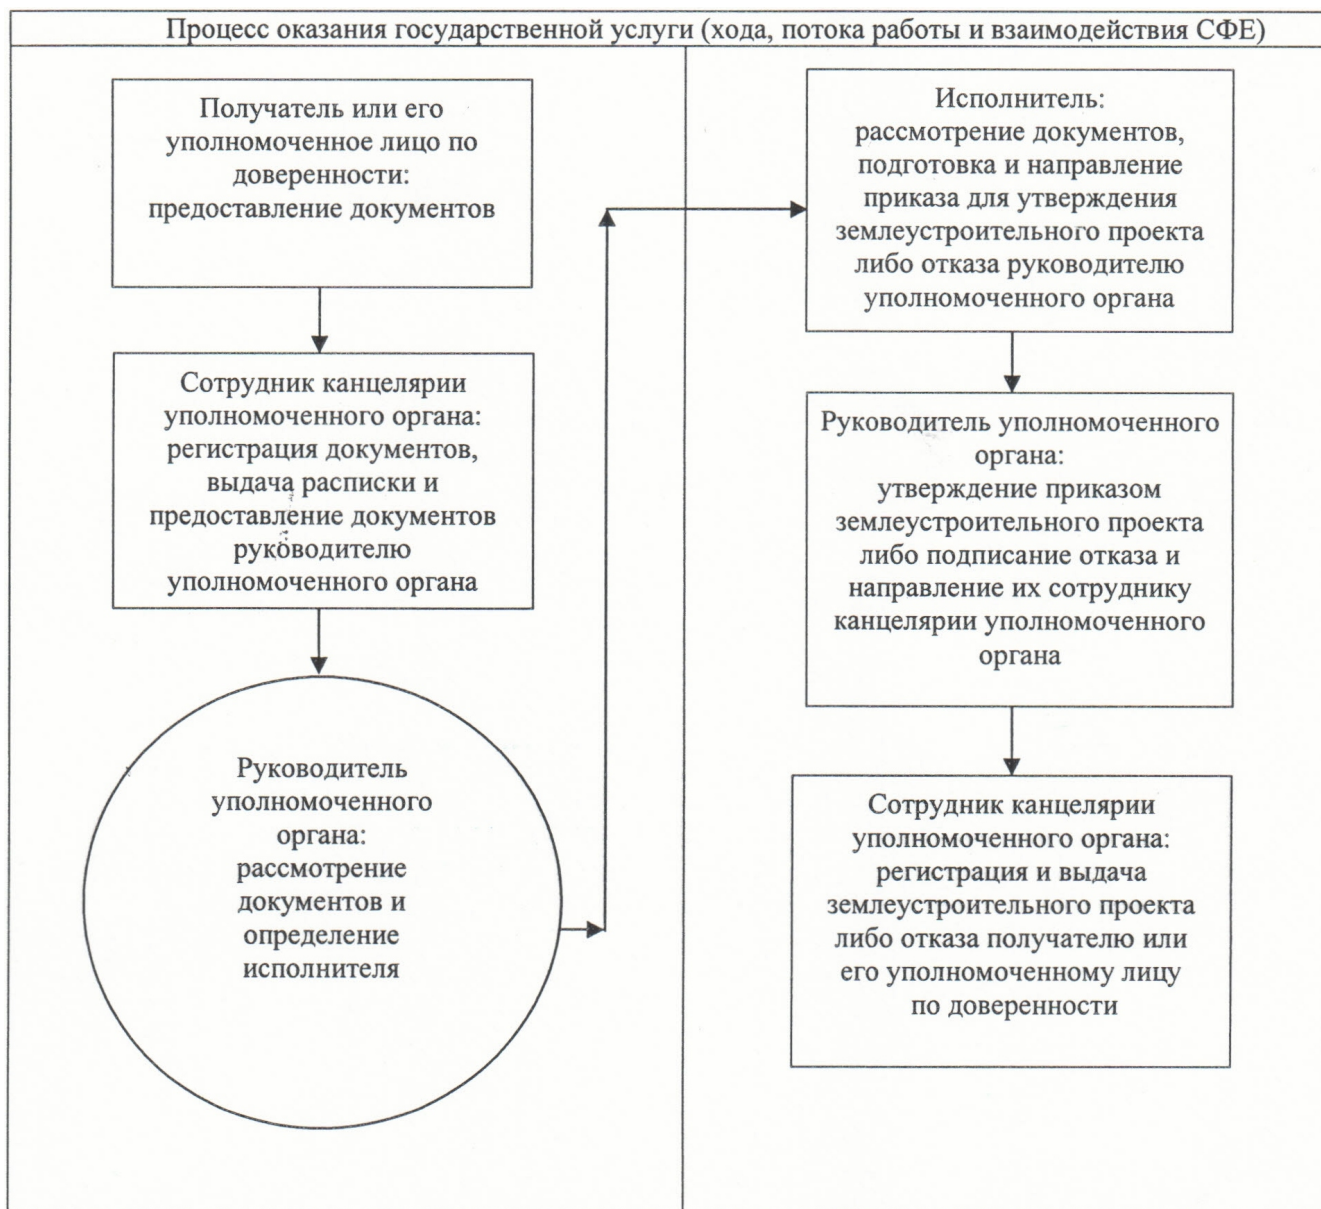 Процесс оказания государственной услуги (хода, потока работы и взаимодействия СФЕ)
Получатель или его
уполномоченное лицо по
доверенности:
предоставление документов
Сотрудник канцелярии
уполномоченного органа:
регистрация документов,
выдача расписки и
предоставление документов
руководителю
уполномоченного органа
Руководитель
уполномоченного
органа:
рассмотрение
документов и
определение
исполнителя
Исполнитель:
рассмотрение документов,
подготовка и направление
приказа для утверждения
землеустроительного проекта
либо отказа руководителю
уполномоченного органа
Руководитель уполномоченного
органа:
утверждение приказом
землеустроительного проекта
либо подписание отказа и
направление их сотруднику
канцелярии уполномоченного
органа
Сотрудник канцелярии
уполномоченного органа:
регистрация и выдача
землеустроительного проекта
либо отказа получателю или
его уполномоченному лицу
по доверенности